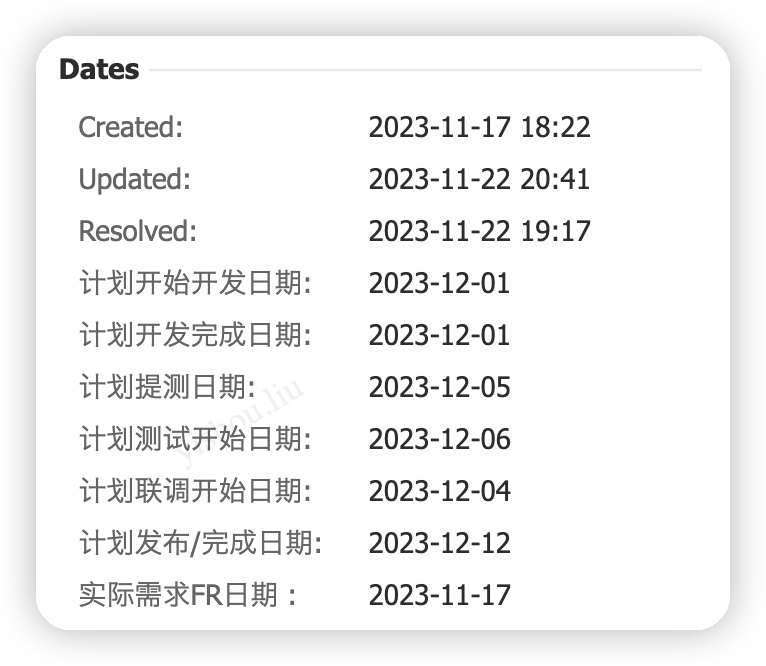 Dates
Created: 2023-11-17 18:22
Updated: 2023-11-22 20:41
Resolved: 2023-11-22 19:17
计划开始开发日期: 2023-12-01
计划开发完成日期: 2023-12-01
计划提测日期: 2023-12-05
计划测试开始日期: 2023-12-06
计划联调开始日期: 2023-12-04
计划发布/完成日期: 2023-12-12
实际需求FR日期： 2023-11-17